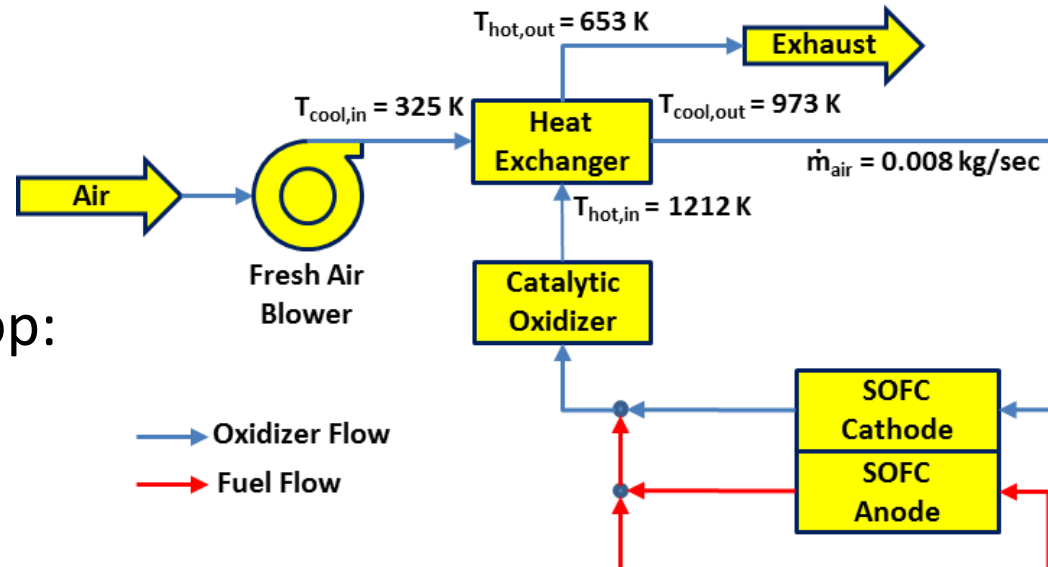 T_hot,out = 653 K
Exhaust
T_cool,in = 325 K
T_cool,out = 973 K
Heat
Exchanger
ṁ_air = 0.008 kg/sec
Air
T_hot,in = 1212 K
Fresh Air
Blower
Catalytic
Oxidizer
op:
SOFC
Cathode
Oxidizer Flow
SOFC
Anode
Fuel Flow